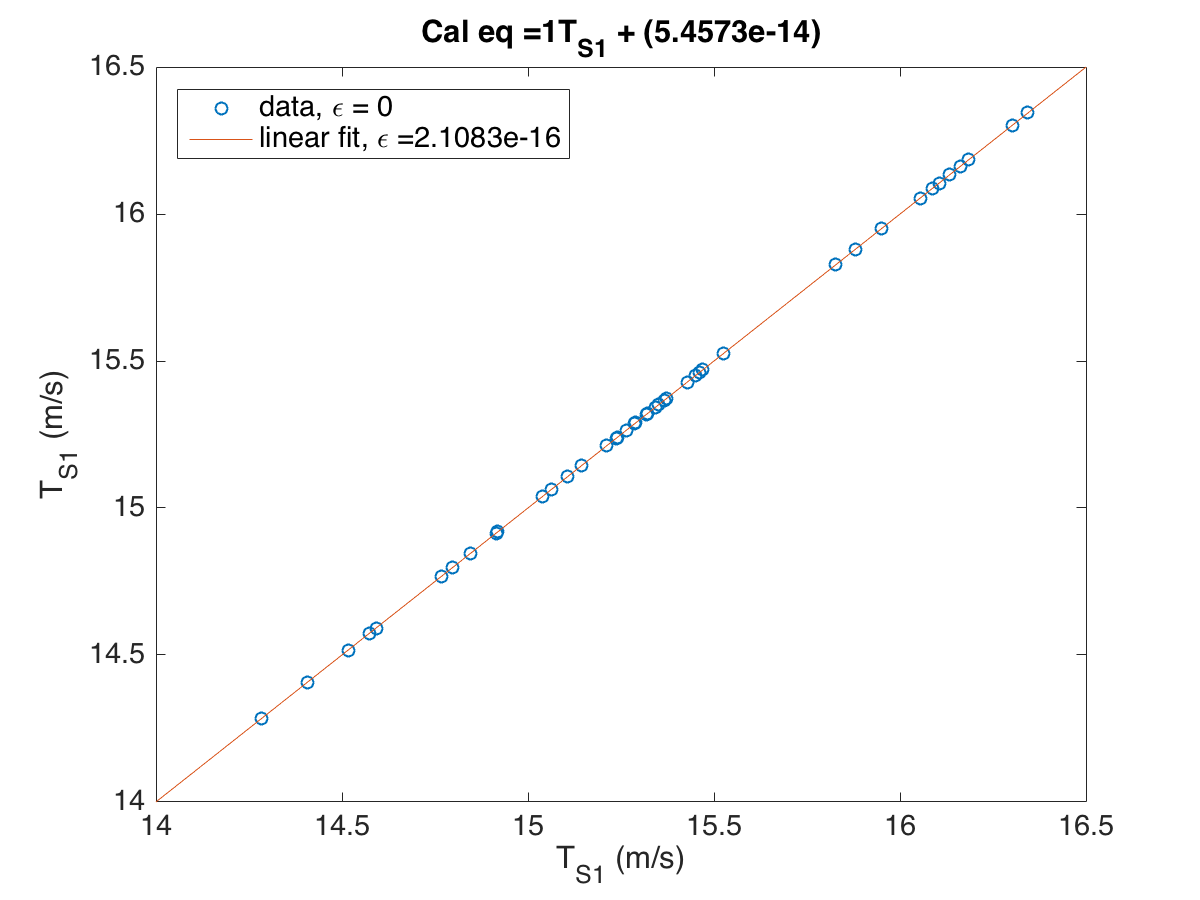 Cal eq =1T_S1 + (5.4573e-14)
data, ϵ = 0
linear fit, ϵ =2.1083e-16
16.5
16
15.5
15
14.5
14
T_S1 (m/s)
14 14.5 15 15.5 16 16.5
T_S1 (m/s)